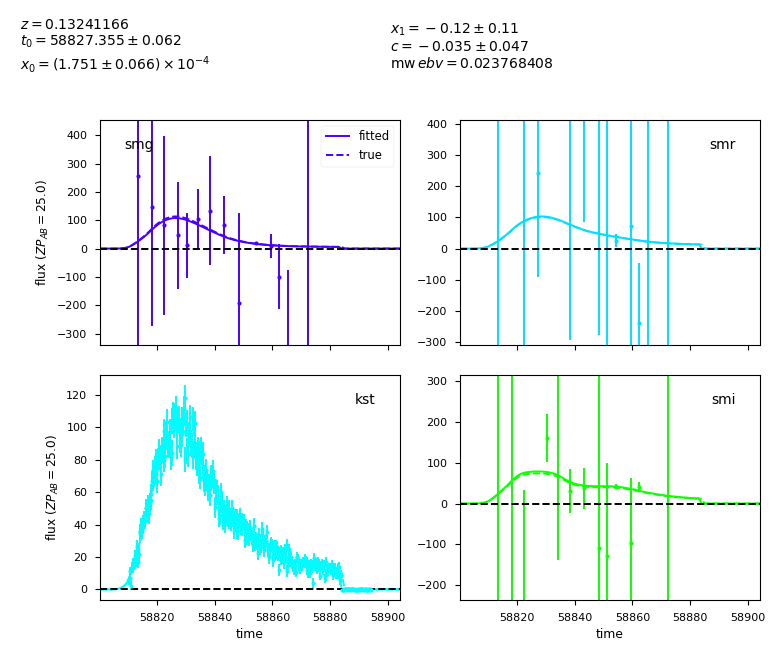 z = 0.13241166
t0 = 58827.355 ± 0.062
x0 = (1.751 ± 0.066) × 10^-4
x1 = −0.12 ± 0.11
c = −0.035 ± 0.047
mw ebv = 0.023768408
smg
fitted
true
400
300
200
100
0
−100
−200
−300
flux (ZP_AB = 25.0)
smr
400
300
200
100
0
−100
−200
−300
kst
120
100
80
60
40
20
0
flux (ZP_AB = 25.0)
58820 58840 58860 58880 58900
time
smi
300
200
100
0
−100
−200
58820 58840 58860 58880 58900
time